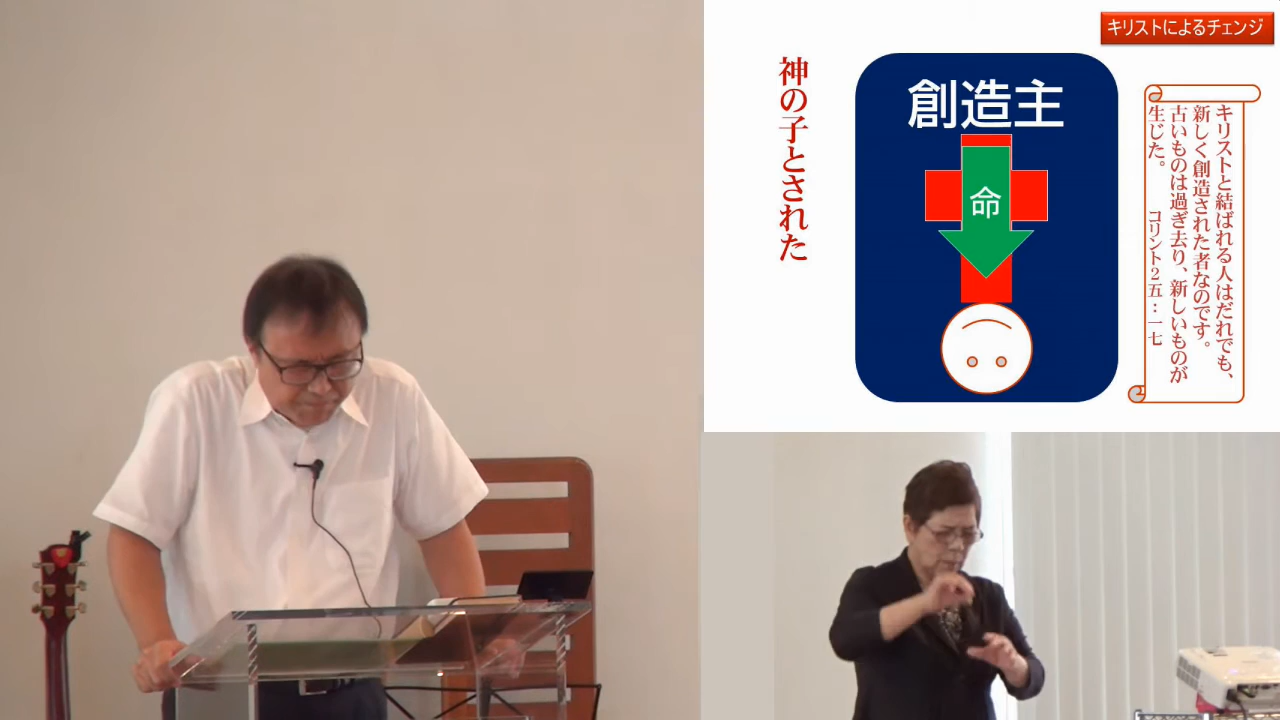 キリストによるチェンジ
神の子とされた
創造主
命
キリストと結ばれる人はだれでも、
新しく創造された者なのです。
古いものは過ぎ去り、新しいものが
生じた。　コリント２五：一七